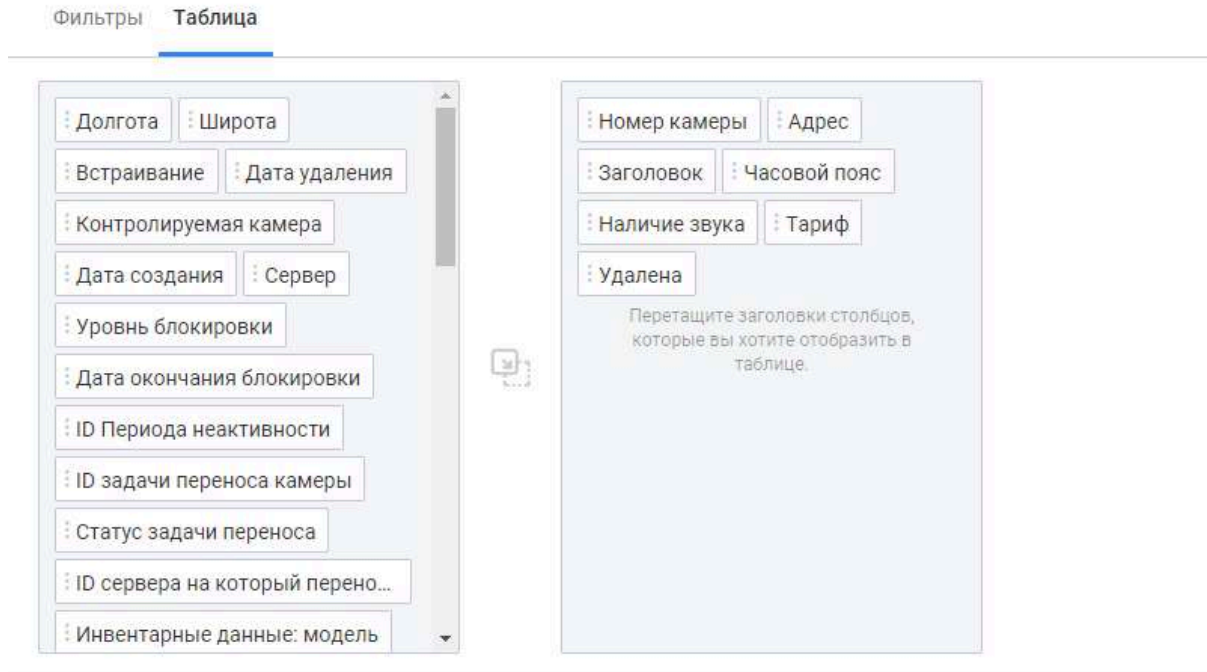 Фильтры Таблица
Долгота Широта
Встраивание Дата удаления
Контролируемая камера
Дата создания Сервер
Уровнь блокировки
Дата окончания блокировки
ID Периода неактивности
ID задачи переноса камеры
Статус задачи переноса
ID сервера на который перено...
Инвентарные данные: модель
Номер камеры Адрес
Заголовок Часовой пояс
Наличие звука Тариф
Удалена
Перетащите заголовки столбцов,
которые вы хотите отобразить в
таблице.